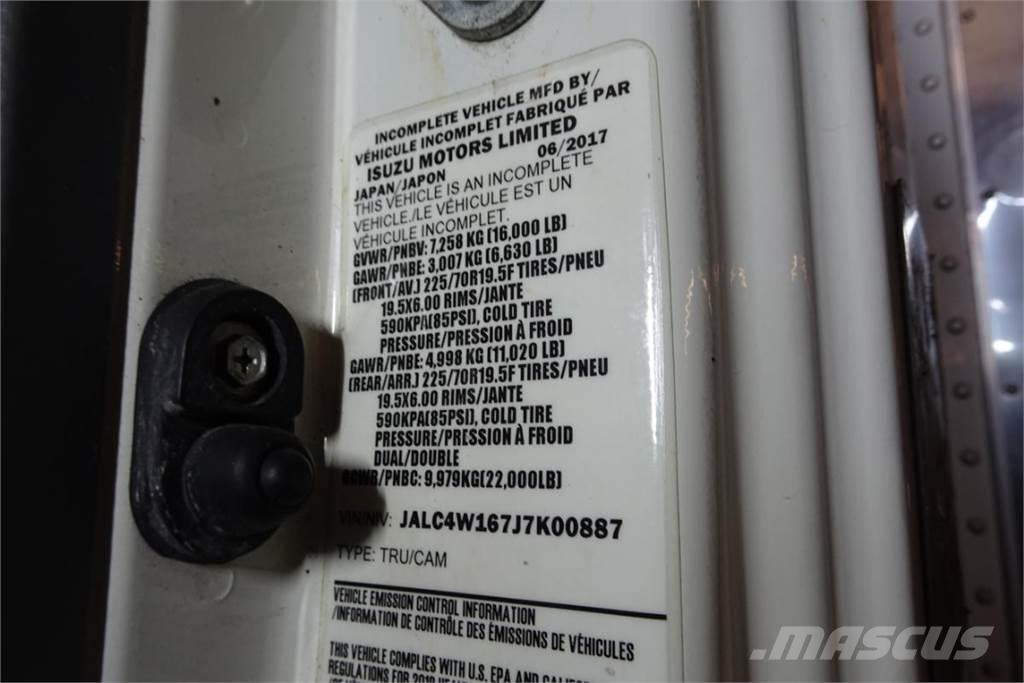 INCOMPLETE VEHICLE MFD BY/
VÉHICULE INCOMPLET FABRIQUÉ PAR
ISUZU MOTORS LIMITED
JAPAN/JAPON 06/2017
THIS VEHICLE IS AN INCOMPLETE
VEHICLE./LE VÉHICULE EST UN
VÉHICULE INCOMPLET.
GVWR/PNBV: 7,258 KG (16,000 LB)
GAWR/PNBE: 3,007 KG (6,630 LB)
(FRONT/AV.) 225/70R19.5F TIRES/PNEU
19.5X6.00 RIMS/JANTE
590KPA(85PSI), COLD TIRE
PRESSURE/PRESSION À FROID
GAWR/PNBE: 4,998 KG (11,020 LB)
(REAR/ARR.) 225/70R19.5F TIRES/PNEU
19.5X6.00 RIMS/JANTE
590KPA(85PSI), COLD TIRE
PRESSURE/PRESSION À FROID
DUAL/DOUBLE
GCWR/PNBC: 9,979KG(22,000LB)
VIN/NIV: JALC4W167J7K00887
TYPE: TRU/CAM
VEHICLE EMISSION CONTROL INFORMATION
/INFORMATION DE CONTRÔLE DES ÉMISSIONS DE VÉHICULES
THIS VEHICLE COMPLIES WITH U.S. EPA AND
REGULATIONS FOR 2018
MASCUS